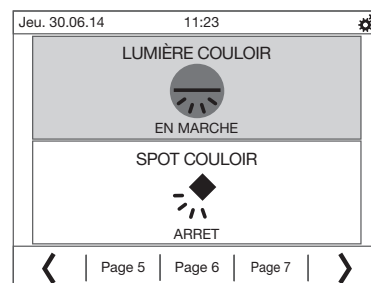 Jeu. 30.06.14 11:23
LUMIÈRE COULOIR
EN MARCHE
SPOT COULOIR
ARRET
Page 5 Page 6 Page 7